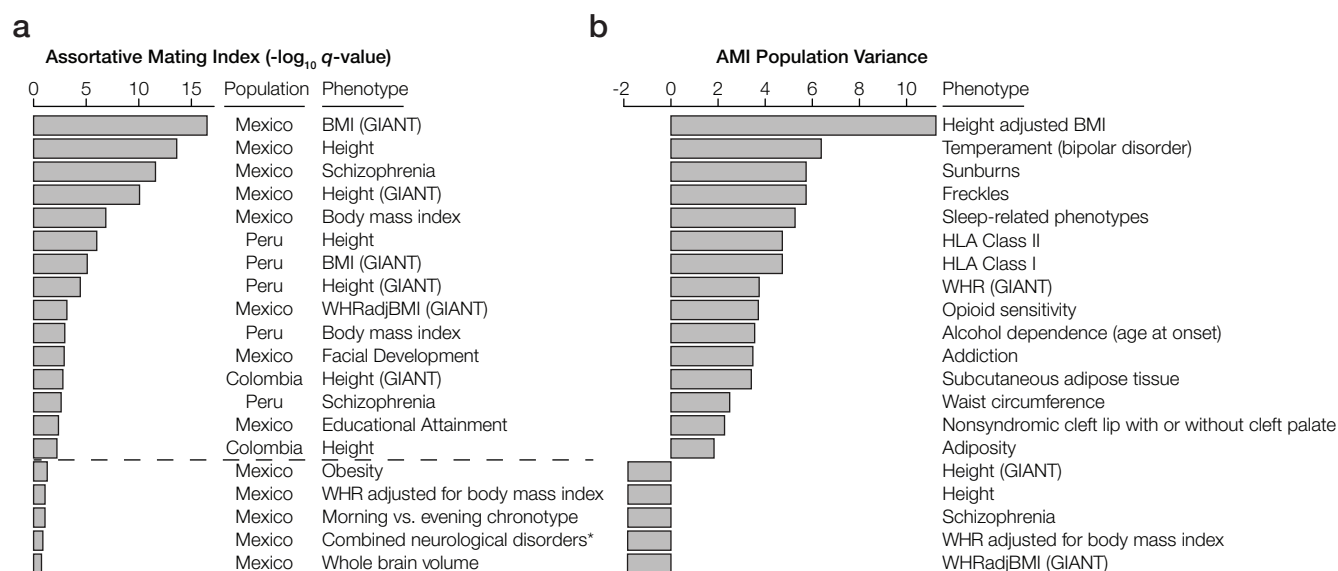 a
Assortative Mating Index (-log10 q-value)
0 5 10 15 Population Phenotype
Mexico BMI (GIANT)
Mexico Height
Mexico Schizophrenia
Mexico Height (GIANT)
Mexico Body mass index
Peru Height
Peru BMI (GIANT)
Peru Height (GIANT)
Mexico WHRadjBMI (GIANT)
Peru Body mass index
Mexico Facial Development
Colombia Height (GIANT)
Peru Schizophrenia
Mexico Educational Attainment
Colombia Height
Mexico Obesity
Mexico WHR adjusted for body mass index
Mexico Morning vs. evening chronotype
Mexico Combined neurological disorders*
Mexico Whole brain volume
b
AMI Population Variance
-2 0 2 4 6 8 10 Phenotype
Height adjusted BMI
Temperament (bipolar disorder)
Sunburns
Freckles
Sleep-related phenotypes
HLA Class II
HLA Class I
WHR (GIANT)
Opioid sensitivity
Alcohol dependence (age at onset)
Addiction
Subcutaneous adipose tissue
Waist circumference
Nonsyndromic cleft lip with or without cleft palate
Adiposity
Height (GIANT)
Height
Schizophrenia
WHR adjusted for body mass index
WHRadjBMI (GIANT)